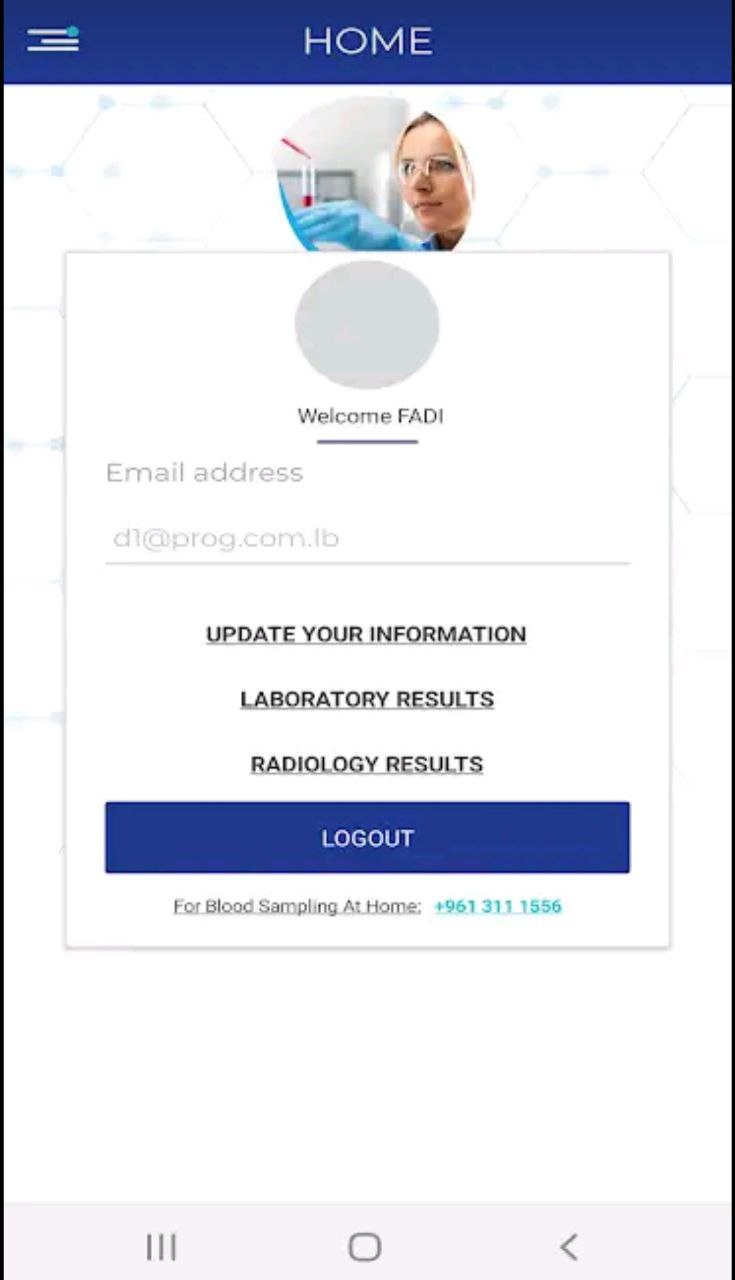 HOME
Welcome FADI
Email address
d1@prog.com.lb
UPDATE YOUR INFORMATION
LABORATORY RESULTS
RADIOLOGY RESULTS
LOGOUT
For Blood Sampling At Home: +961 311 1556